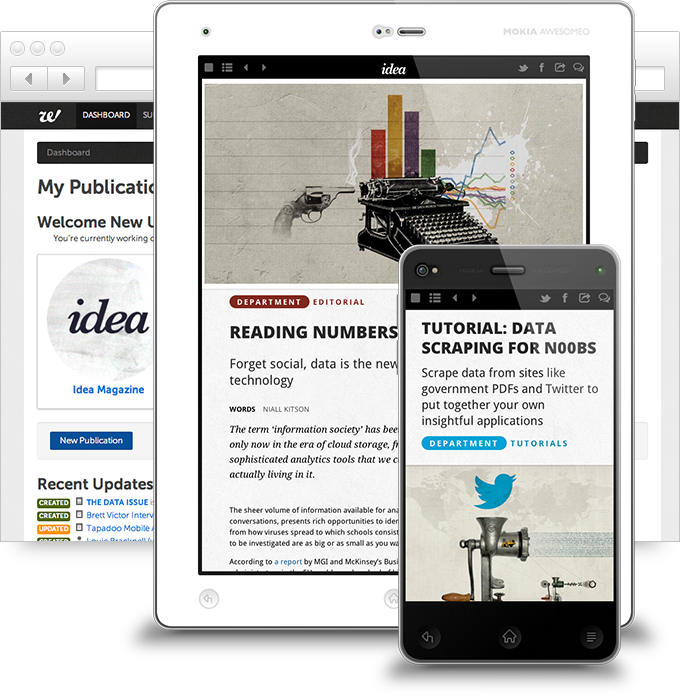 MOKIA AWESOMEO
DASHBOARD
Dashboard
My Publicatio
Welcome New U
You're currently working
idea
Idea Magazine
New Publication
Recent Updates
CREATED THE DATA ISSUE
CREATED Brett Victor Interv
UPDATED Tapadoo Mobile A
CREATED
idea
DEPARTMENT EDITORIAL
READING NUMBERS
Forget social, data is the new
technology
WORDS NIALL KITSON
The term 'information society' has bee
only now in the era of cloud storage, fr
sophisticated analytics tools that we c
actually living in it.
The sheer volume of information available for ana
conversations, presents rich opportunities to iden
from how viruses spread to which schools consist
to be investigated are as big or as small as you wa
According to a report by MGI and McKinsey's Busi
TUTORIAL: DATA
SCRAPING FOR N00BS
Scrape data from sites like
government PDFs and Twitter to
put together your own
insightful applications
DEPARTMENT TUTORIALS